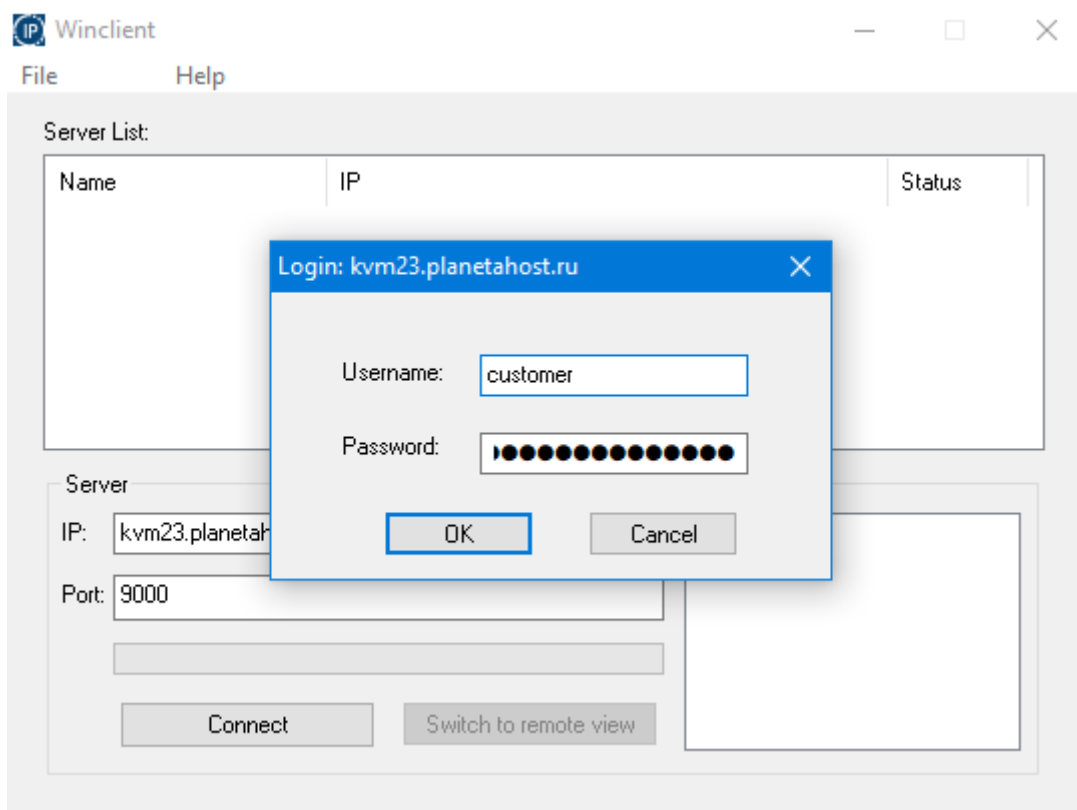 IP Winclient
File Help
Server List:
Name IP Status
Login: kvm23.planetahost.ru
Username: customer
Password:
OK Cancel
Server
IP: kvm23.planetah
Port: 9000
Connect Switch to remote view